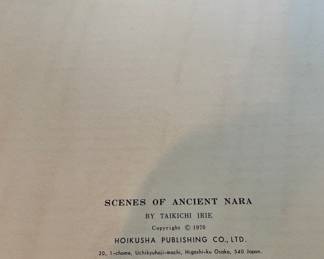 SCENES OF ANCIENT NARA
BY TAIKICHI IRIE
Copyright © 1970
HOIKUSHA PUBLISHING CO., LTD.
20, 1-chome, Uchikyuhoji-machi, Higashi-ku Osaka, 540 Japan.